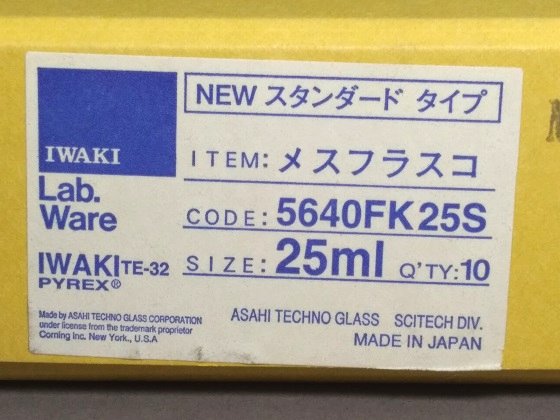 NEW スタンダード タイプ
IWAKI
ITEM: メスフラスコ
Lab.
Ware
CODE: 5640FK25S
IWAKI TE-32
PYREX®
SIZE: 25ml Q'TY: 10
Made by ASAHI TECHNO GLASS CORPORATION
under license from the trademark proprietor
Corning Inc. New York., U.S.A
ASAHI TECHNO GLASS SCITECH DIV.
MADE IN JAPAN